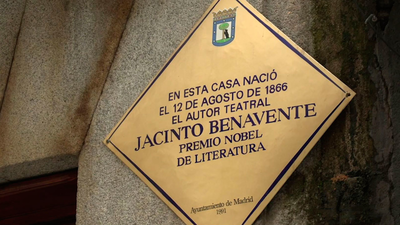 EN ESTA CASA NACIÓ
EL 12 DE AGOSTO DE 1866
EL AUTOR TEATRAL
JACINTO BENAVENTE
PREMIO NOBEL
DE LITERATURA
Ayuntamiento de Madrid
1991